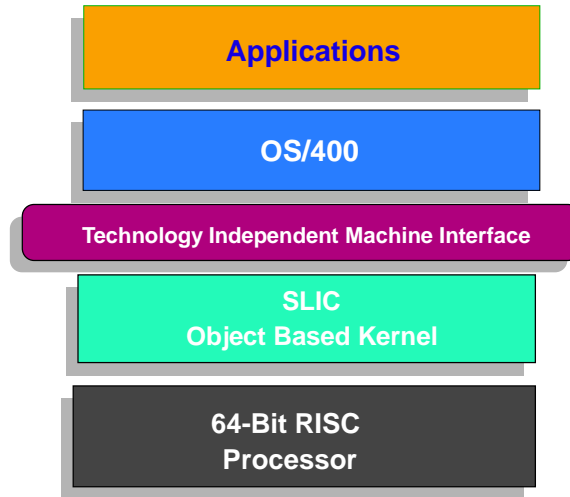 Applications
OS/400
Technology Independent Machine Interface
SLIC
Object Based Kernel
64-Bit RISC
Processor